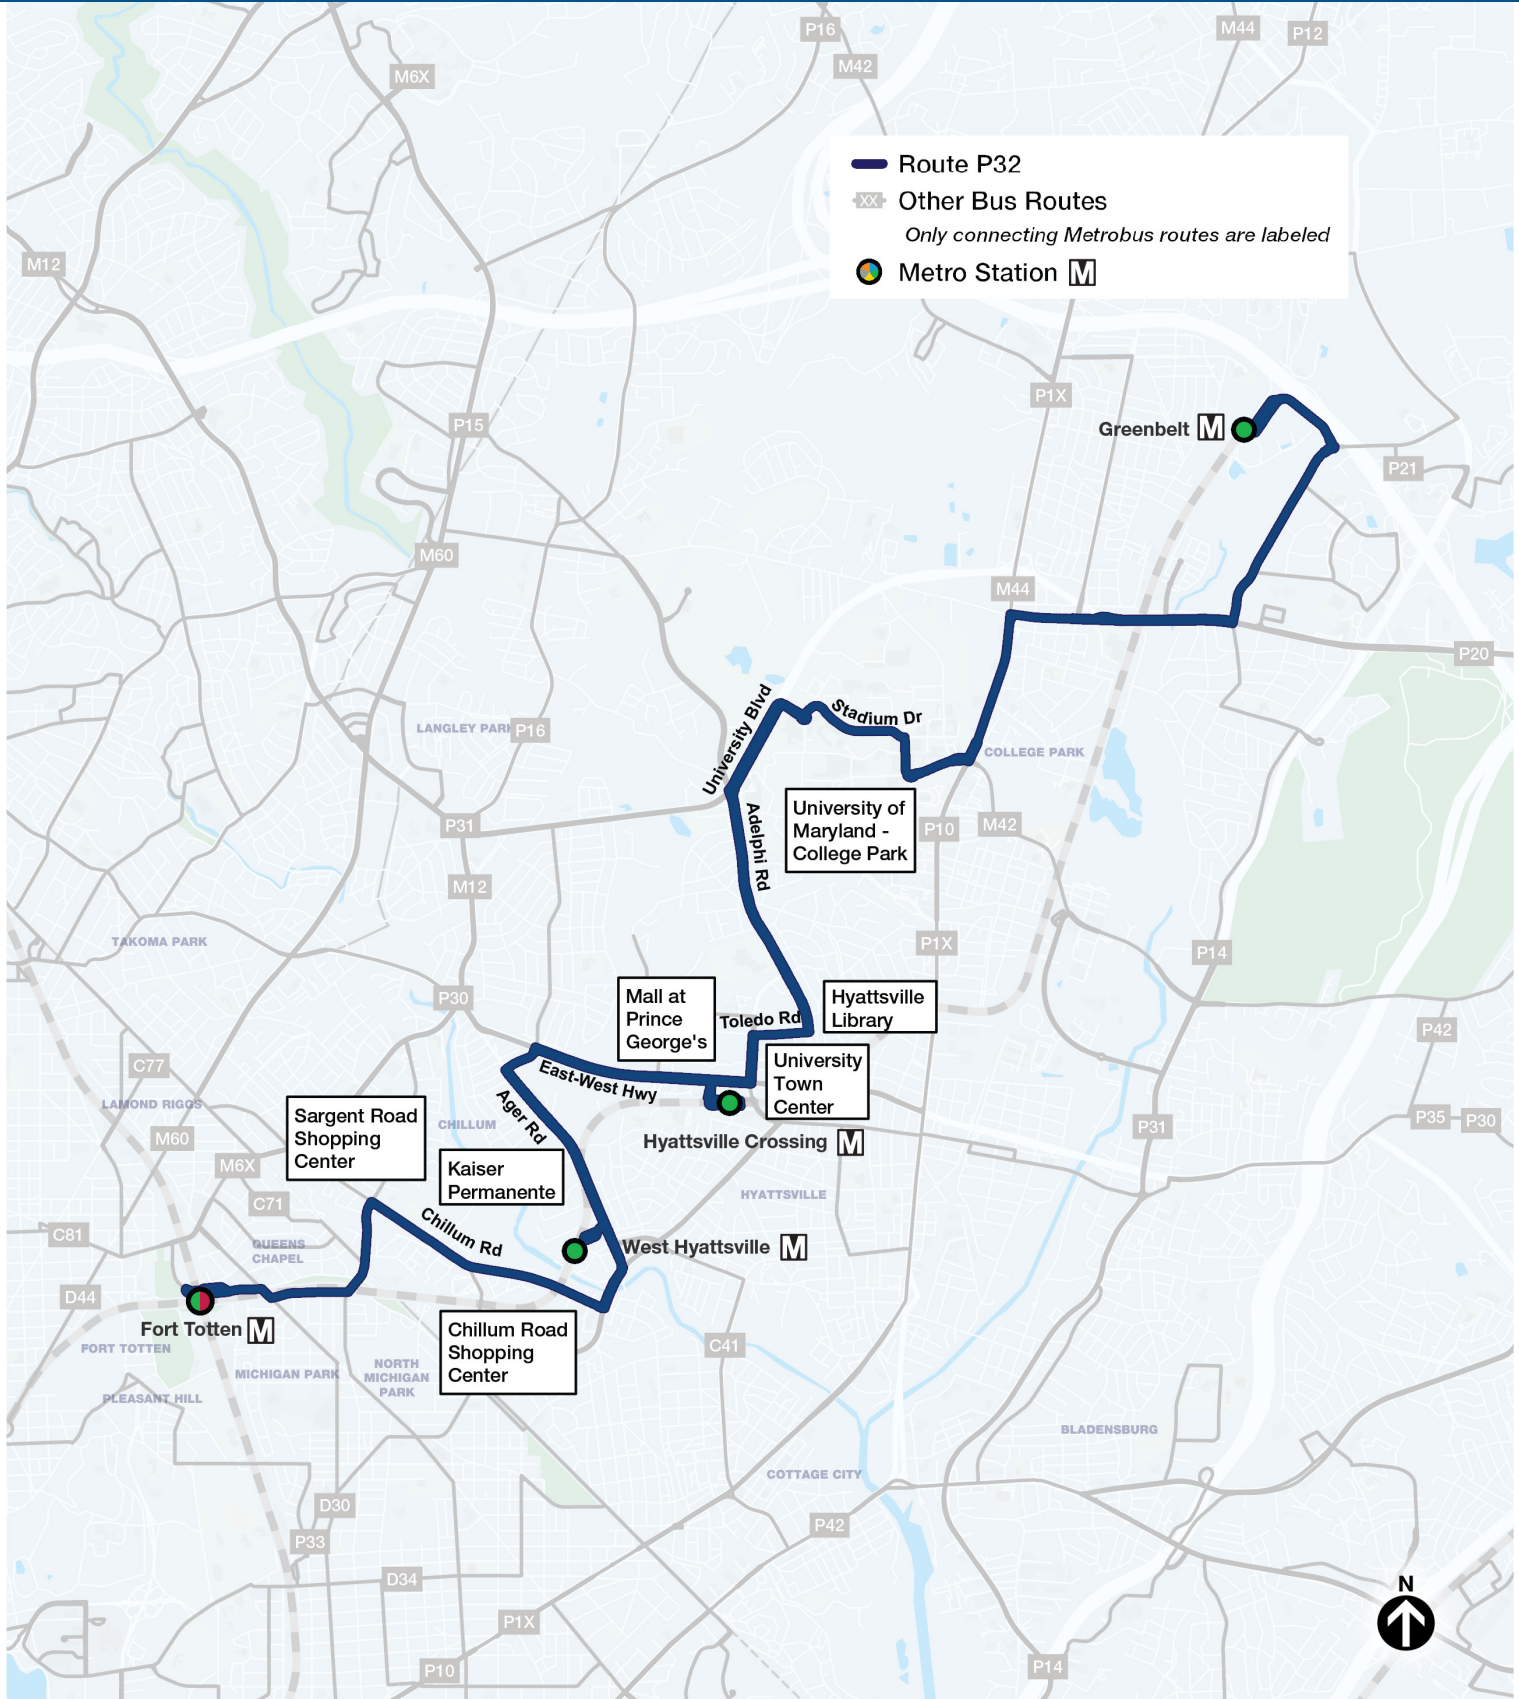 P16
M44
P12
M42
M6X
Route P32
XX Other Bus Routes
Only connecting Metrobus routes are labeled
Metro Station M
M12
P1X
P15
Greenbelt M
P21
M60
M44
P20
University Blvd
Stadium Dr
LANGLEY PARK
P16
COLLEGE PARK
Adelphi Rd
University of
Maryland -
College Park
P31
P10
M42
M12
TAKOMA PARK
P1X
P14
P30
Mall at
Prince
George's
Toledo Rd
Hyattsville
Library
P42
C77
East-West Hwy
University
Town
Center
Ager Rd
LAMOND RIGGS
Sargent Road
Shopping
Center
CHILLUM
Hyattsville Crossing M
P31
P35
P30
M60
M6X
Kaiser
Permanente
HYATTSVILLE
C71
C81
QUEENS
CHAPEL
Chillum Rd
West Hyattsville M
D44
Fort Totten M
FORT TOTTEN
Chillum Road
Shopping
Center
C41
MICHIGAN PARK
NORTH
MICHIGAN
PARK
PLEASANT HILL
BLADENSBURG
COTTAGE CITY
D30
P42
P33
D34
N
P1X
P10
P14